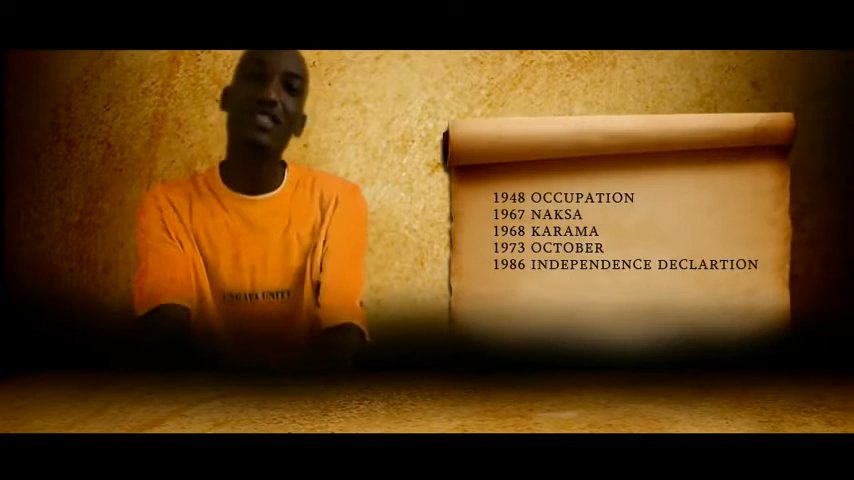 1948 OCCUPATION
1967 NAKSA
1968 KARAMA
1973 OCTOBER
1986 INDEPENDENCE DECLARTION